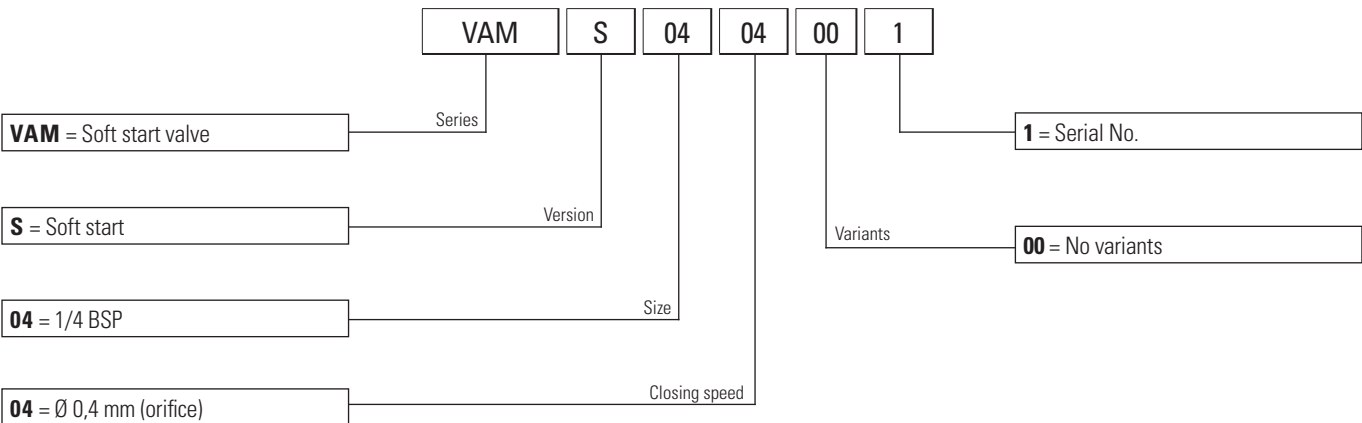 VAM S 04 04 00 1
Series
VAM = Soft start valve
1 = Serial No.
Version
S = Soft start
Variants
00 = No variants
Size
04 = 1/4 BSP
Closing speed
04 = Ø 0,4 mm (orifice)